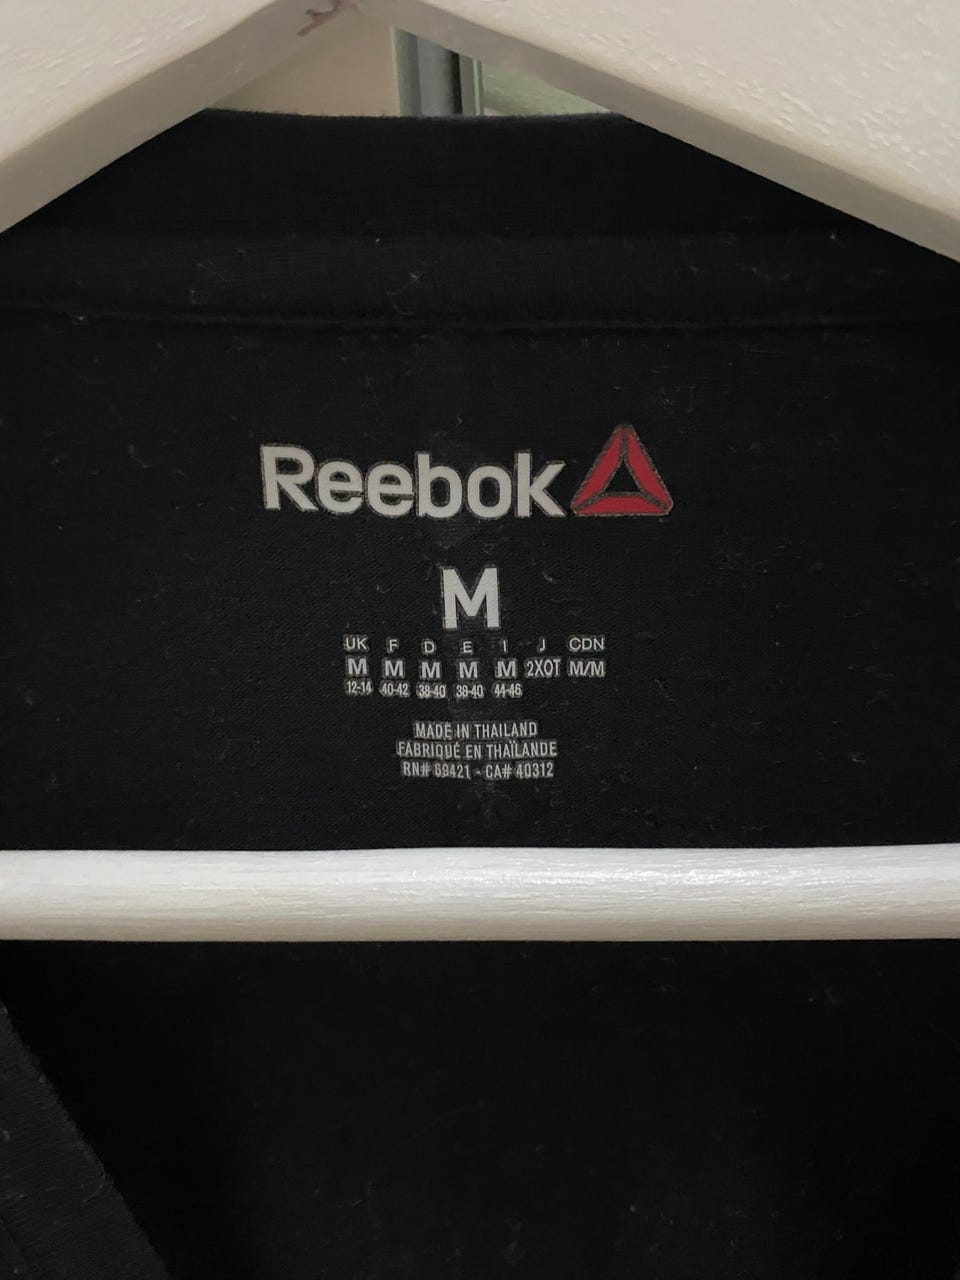 Reebok
M
UK F D E I J CDN
M M M M M 2XOT M/M
12-14 40-42 38-40 38-40 44-46
MADE IN THAILAND
FABRIQUÉ EN THAÏLANDE
RN# 69421 - CA# 40312